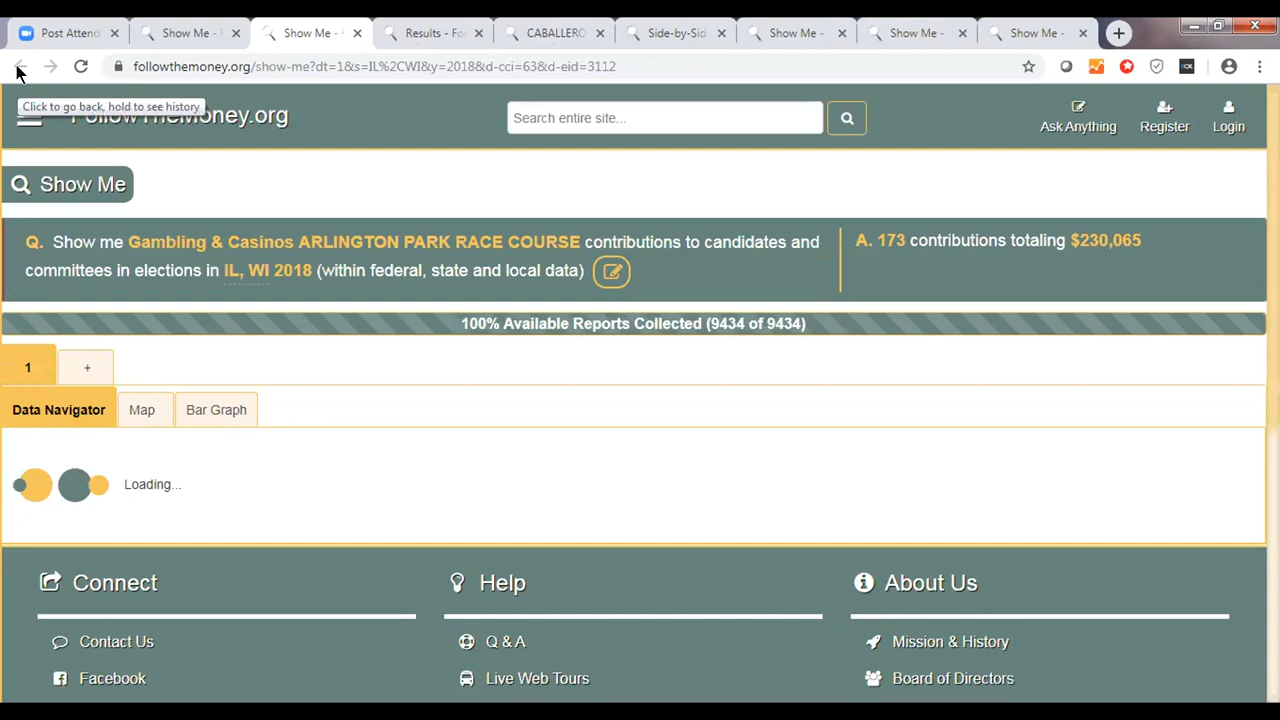 Post Attend
Show Me -
Show Me -
Results - Fo
CABALLERO
Side-by-Sid
Show Me -
Show Me -
Show Me -
followthemoney.org/show-me?dt=1&s=IL%2CWI&y=2018&d-cci=63&d-eid=3112
Click to go back, hold to see history
FollowTheMoney.org
Search entire site...
Ask Anything
Register
Login
Show Me
Q. Show me Gambling & Casinos ARLINGTON PARK RACE COURSE contributions to candidates and
committees in elections in IL, WI 2018 (within federal, state and local data)
A. 173 contributions totaling $230,065
100% Available Reports Collected (9434 of 9434)
1
+
Data Navigator
Map
Bar Graph
Loading...
Connect
Help
About Us
Contact Us
Q & A
Mission & History
Facebook
Live Web Tours
Board of Directors